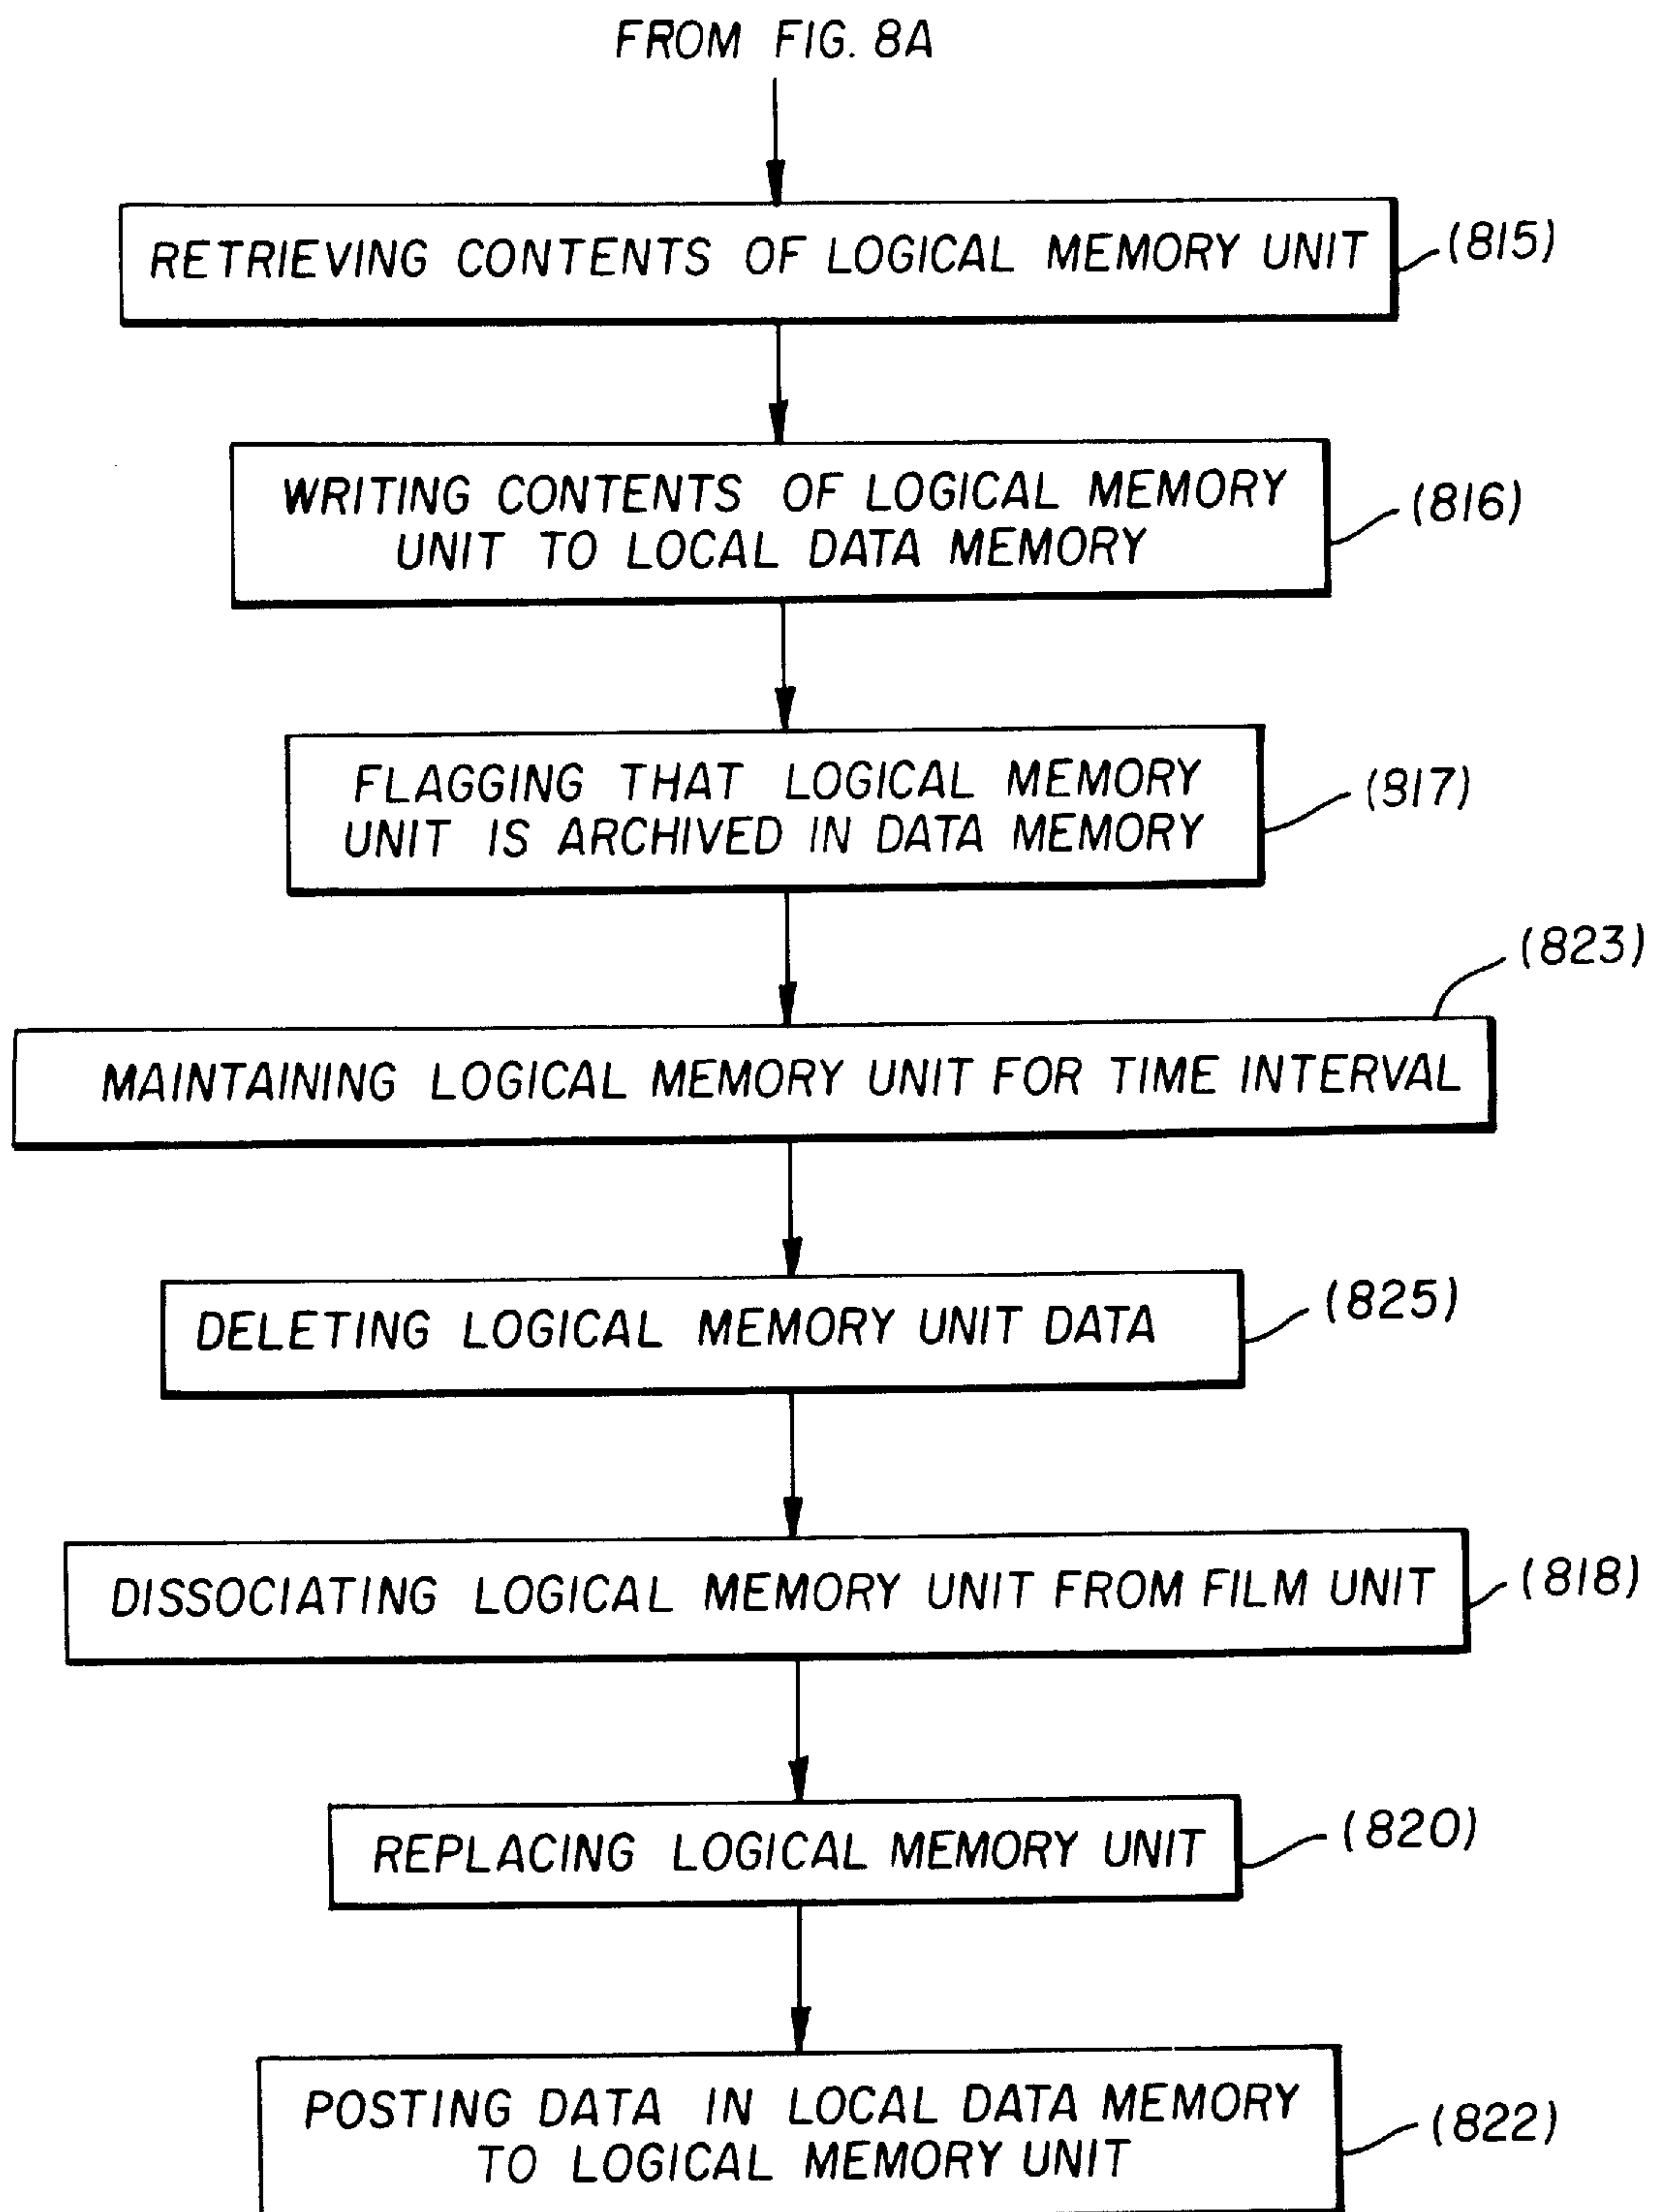 FROM FIG. 8A
RETRIEVING CONTENTS OF LOGICAL MEMORY UNIT
(815)
WRITING CONTENTS OF LOGICAL MEMORY
UNIT TO LOCAL DATA MEMORY
(816)
FLAGGING THAT LOGICAL MEMORY
UNIT IS ARCHIVED IN DATA MEMORY
(817)
(823)
MAINTAINING LOGICAL MEMORY UNIT FOR TIME INTERVAL
DELETING LOGICAL MEMORY UNIT DATA
(825)
DISSOCIATING LOGICAL MEMORY UNIT FROM FILM UNIT
(818)
REPLACING LOGICAL MEMORY UNIT
(820)
POSTING DATA IN LOCAL DATA MEMORY
TO LOGICAL MEMORY UNIT
(822)